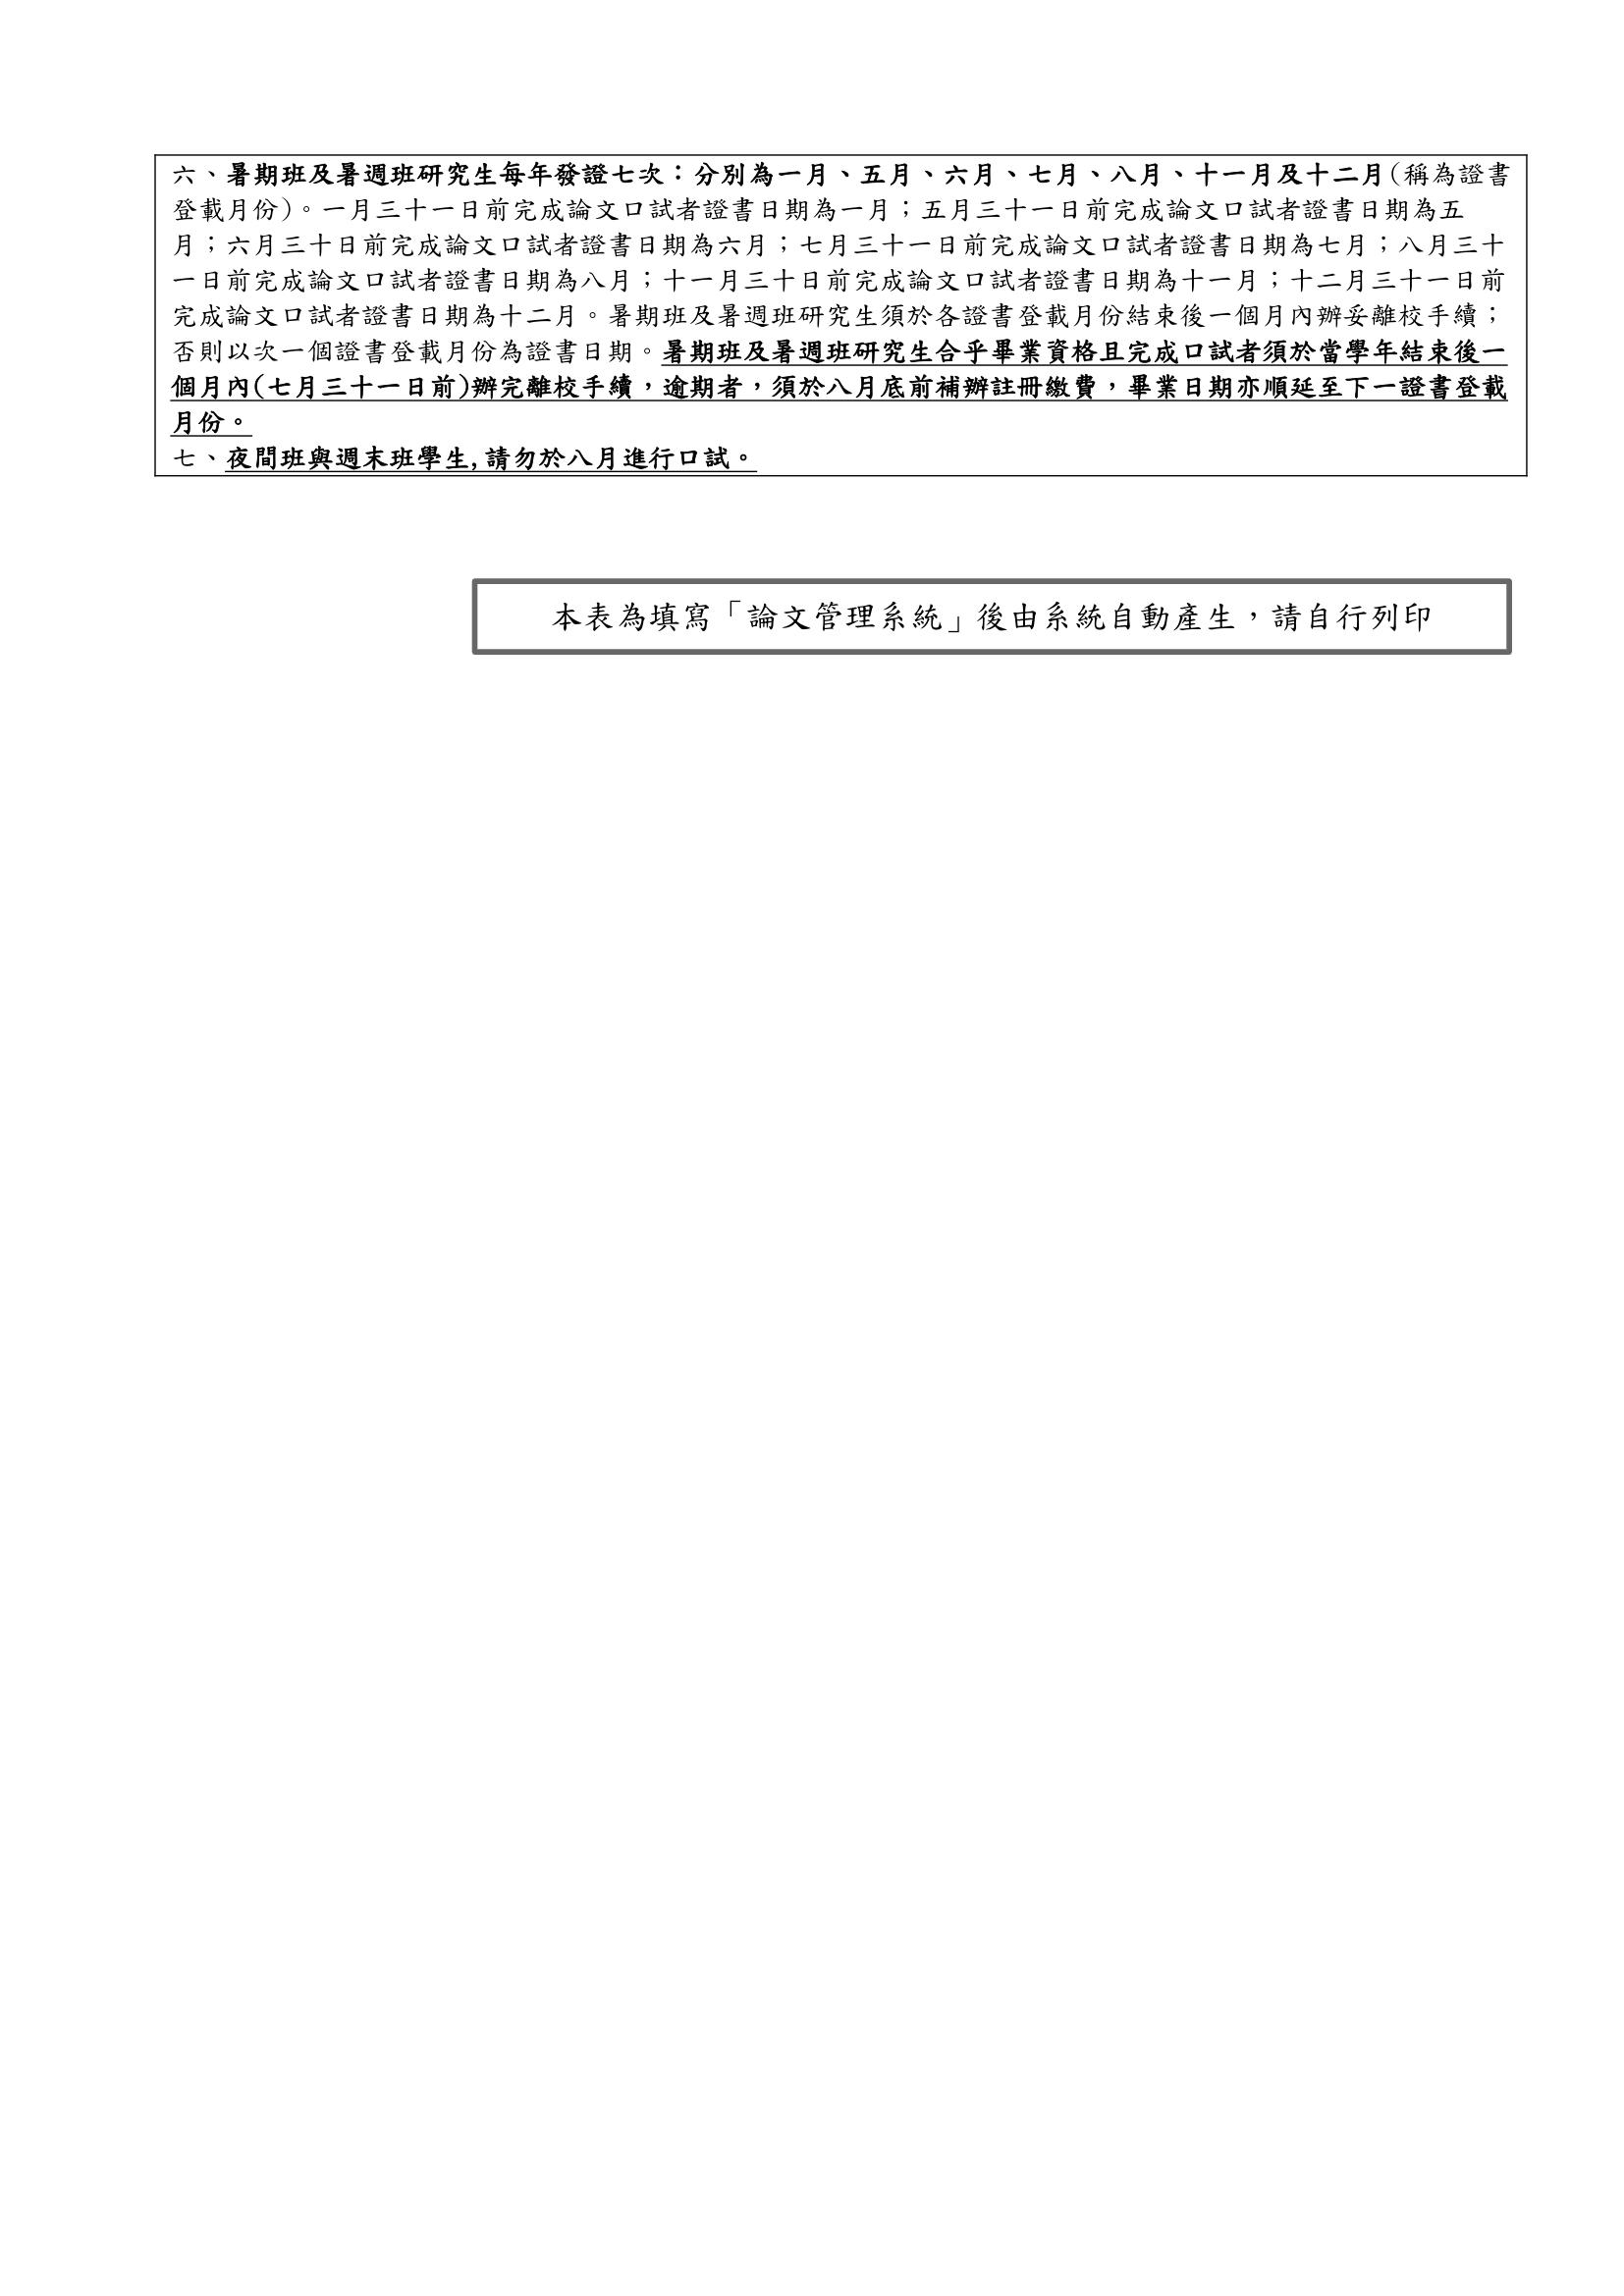 六、暑期班及暑週班研究生每年發證七次：分別為一月、五月、六月、七月、八月、十一月及十二月(稱為證書
登載月份)。一月三十一日前完成論文口試者證書日期為一月；五月三十一日前完成論文口試者證書日期為五
月；六月三十日前完成論文口試者證書日期為六月；七月三十一日前完成論文口試者證書日期為七月；八月三十
一日前完成論文口試者證書日期為八月；十一月三十日前完成論文口試者證書日期為十一月；十二月三十一日前
完成論文口試者證書日期為十二月。暑期班及暑週班研究生須於各證書登載月份結束後一個月內辦妥離校手續；
否則以次一個證書登載月份為證書日期。暑期班及暑週班研究生合乎畢業資格且完成口試者須於當學年結束後一
個月內(七月三十一日前)辦完離校手續，逾期者，須於八月底前補辦註冊繳費，畢業日期亦順延至下一證書登載
月份。
七、夜間班與週末班學生,請勿於八月進行口試。
本表為填寫「論文管理系統」後由系統自動產生，請自行列印